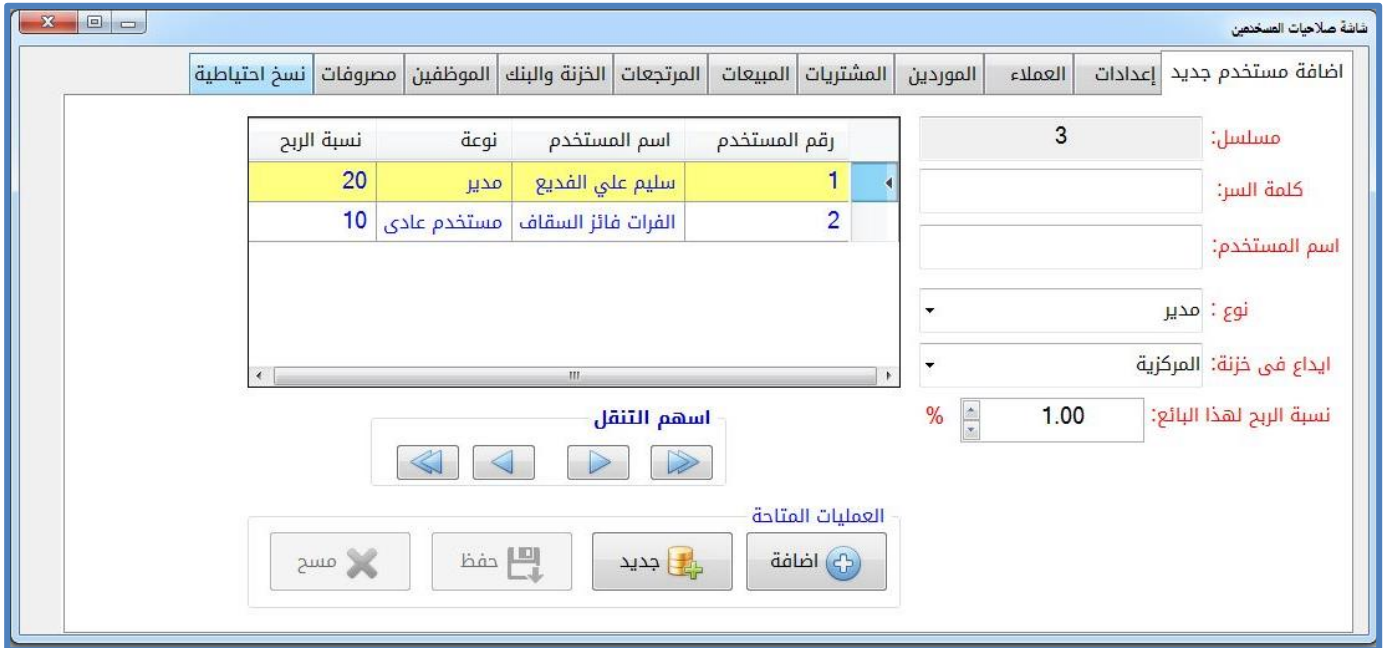 شاشة صلاحيات المسخدمين
اضافة مستخدم جديد إعدادات العملاء الموردين المشتريات المبيعات المرتجعات الخزنة والبنك الموظفين مصروفات نسخ احتياطية
مسلسل: 3
كلمة السر:
اسم المستخدم:
نوع : مدير
ايداع فى خزنة: المركزية
نسبة الربح لهذا البائع: 1.00 %
رقم المستخدم اسم المستخدم نوعة نسبة الربح
1 سليم علي الفديع مدير 20
2 الفرات فائز السقاف مستخدم عادى 10
اسهم التنقل
العمليات المتاحة
اضافة جديد حفظ مسح